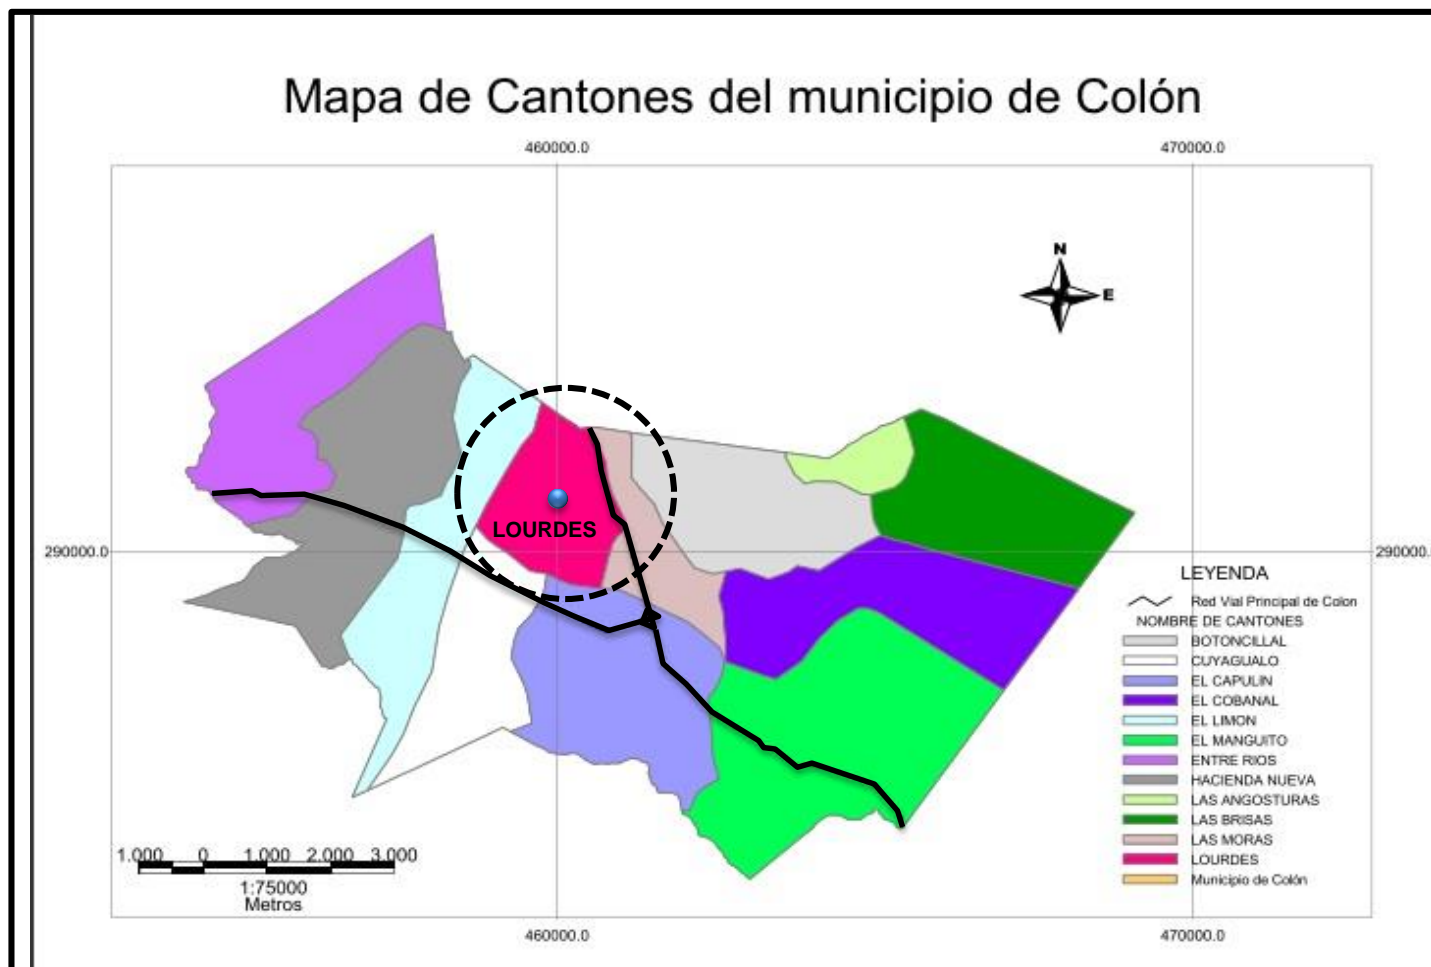 Mapa de Cantones del municipio de Colón
460000.0 470000.0
N
E
LOURDES
290000.0 290000.0
LEYENDA
Red Vial Principal de Colon
NOMBRE DE CANTONES
BOTONCILLAL
CUYAGUALO
EL CAPULIN
EL COBANAL
EL LIMON
EL MANGUITO
ENTRE RIOS
HACIENDA NUEVA
LAS ANGOSTURAS
LAS BRISAS
LAS MORAS
LOURDES
Municipio de Colón
1.000 0 1.000 2.000 3.000
1:75000
Metros
460000.0 470000.0